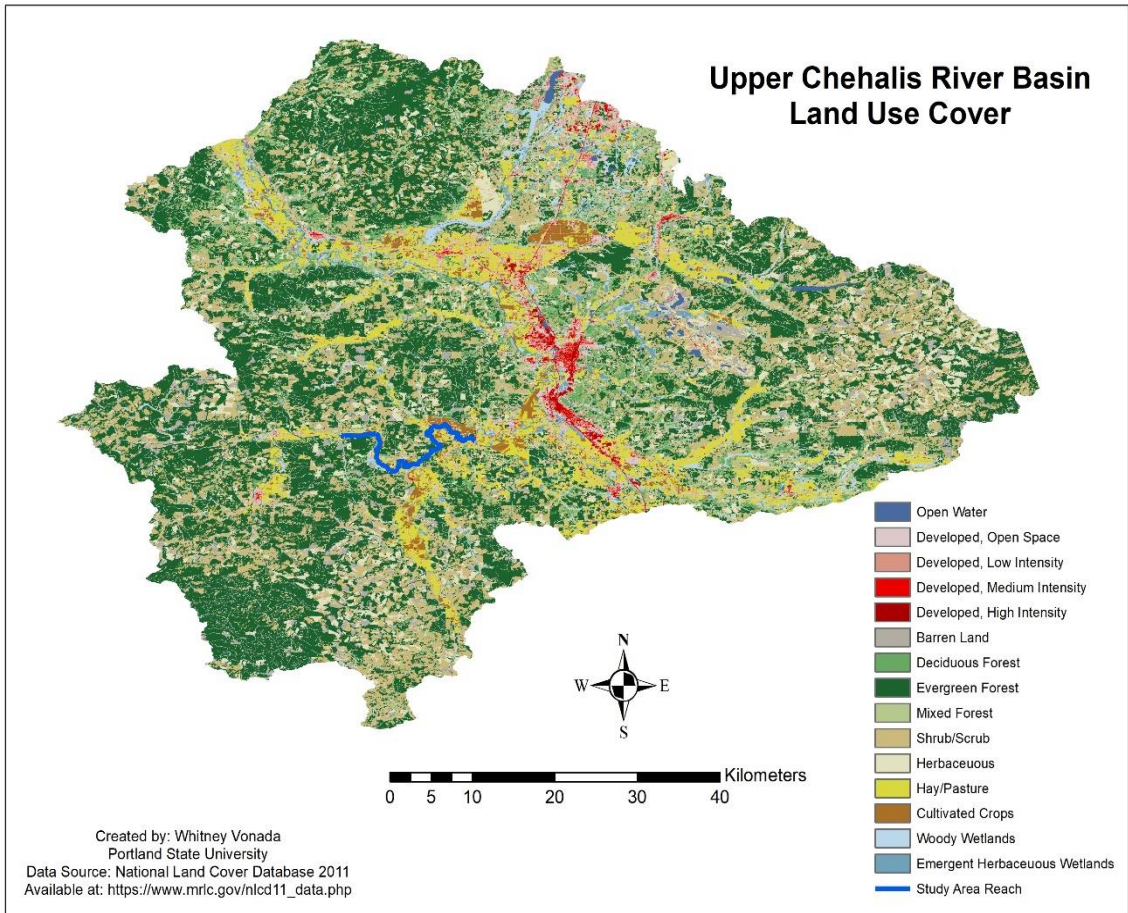 Upper Chehalis River Basin
Land Use Cover
Open Water
Developed, Open Space
Developed, Low Intensity
Developed, Medium Intensity
Developed, High Intensity
Barren Land
Deciduous Forest
Evergreen Forest
Mixed Forest
Shrub/Scrub
Herbaceuous
Hay/Pasture
Cultivated Crops
Woody Wetlands
Emergent Herbaceuous Wetlands
Study Area Reach
N
W E
S
Kilometers
0 5 10 20 30 40
Created by: Whitney Vonada
Portland State University
Data Source: National Land Cover Database 2011
Available at: https://www.mrlc.gov/nlcd11_data.php